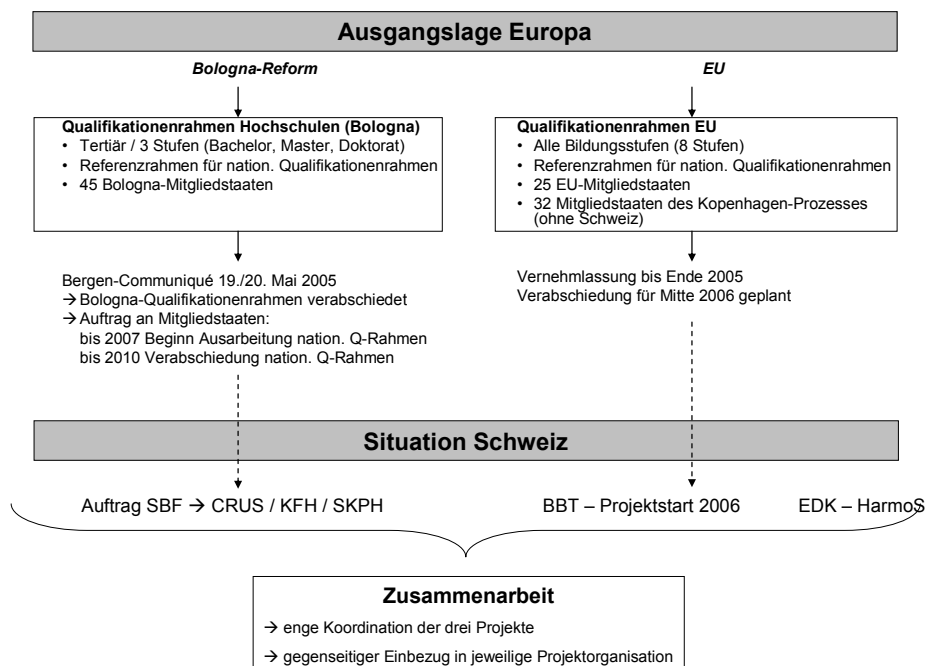 Ausgangslage Europa
Bologna-Reform
Qualifikationenrahmen Hochschulen (Bologna)
• Tertiär / 3 Stufen (Bachelor, Master, Doktorat)
• Referenzrahmen für nation. Qualifikationenrahmen
• 45 Bologna-Mitgliedstaaten
Bergen-Communiqué 19./20. Mai 2005
→ Bologna-Qualifikationenrahmen verabschiedet
→ Auftrag an Mitgliedstaaten:
bis 2007 Beginn Ausarbeitung nation. Q-Rahmen
bis 2010 Verabschiedung nation. Q-Rahmen
EU
Qualifikationenrahmen EU
• Alle Bildungsstufen (8 Stufen)
• Referenzrahmen für nation. Qualifikationenrahmen
• 25 EU-Mitgliedstaaten
• 32 Mitgliedstaaten des Kopenhagen-Prozesses
(ohne Schweiz)
Vernehmlassung bis Ende 2005
Verabschiedung für Mitte 2006 geplant
Situation Schweiz
Auftrag SBF → CRUS / KFH / SKPH
BBT – Projektstart 2006
EDK – HarmoS
Zusammenarbeit
→ enge Koordination der drei Projekte
→ gegenseitiger Einbezug in jeweilige Projektorganisation